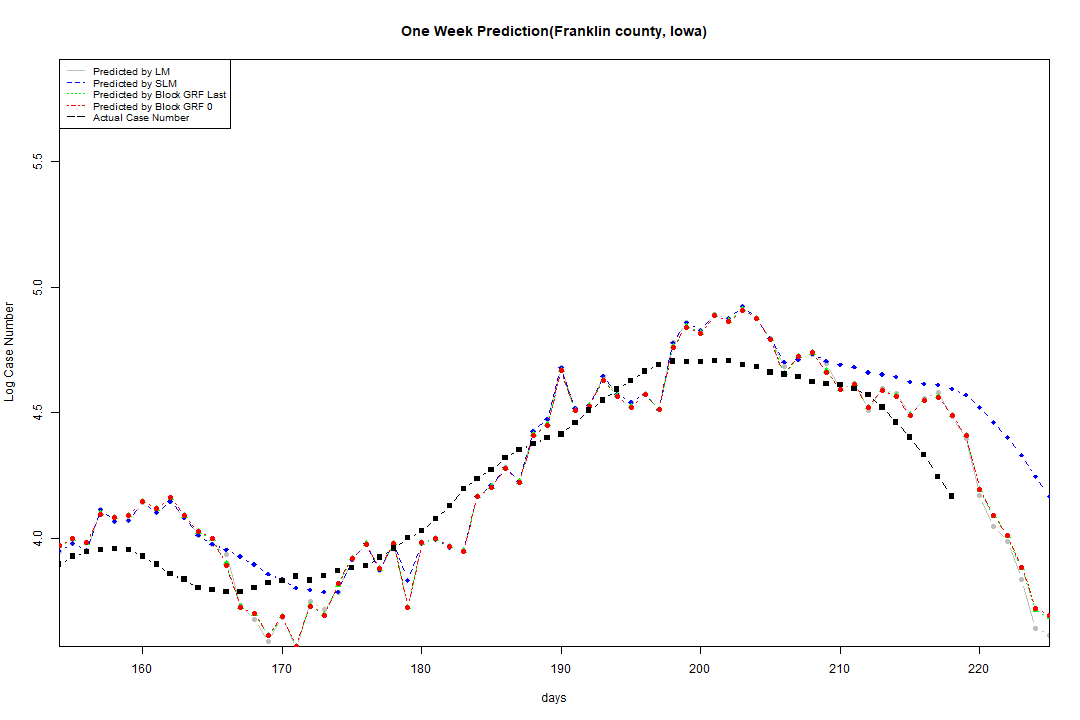 One Week Prediction(Franklin county, Iowa)
Predicted by LM
Predicted by SLM
Predicted by Block GRF Last
Predicted by Block GRF 0
Actual Case Number
Log Case Number
5.5
5.0
4.5
4.0
160 170 180 190 200 210 220
days